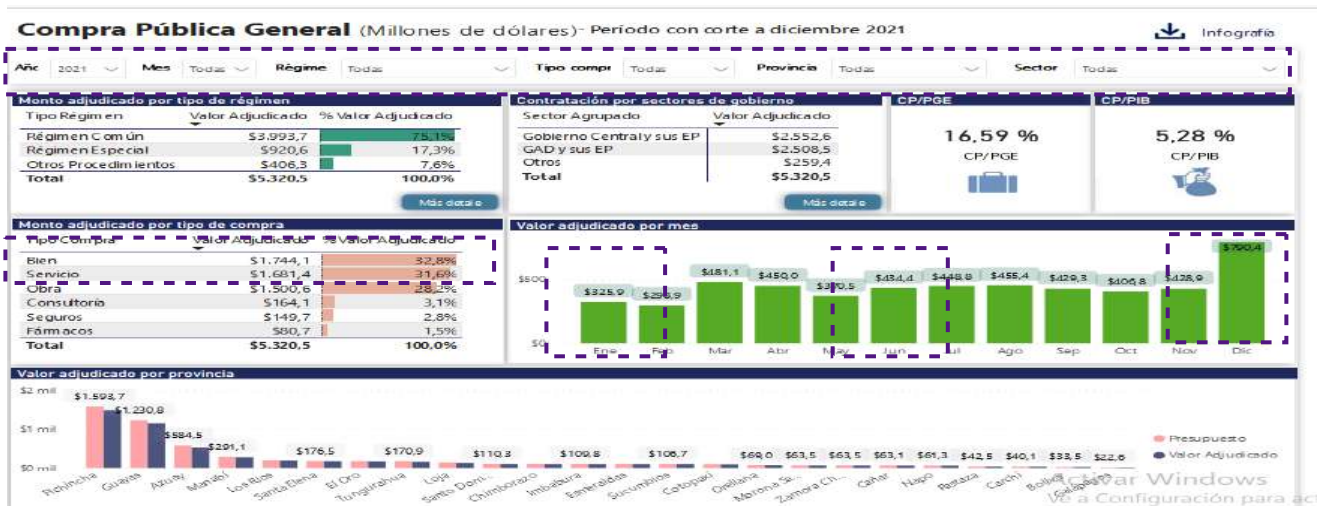 Compra Pública General (Millones de dólares)- Período con corte a diciembre 2021
Infografía
Año 2021 Mes Todas Régime Todas Tipo compr Todas Provincia Todas Sector Todas
Monto adjudicado por tipo de régimen
Tipo Régimen Valor Adjudicado % Valor Adjudicado
Régimen Común $3.993,7 75,1%
Régimen Especial $920,6 17,3%
Otros Procedimientos $406,3 7,6%
Total $5.320,5 100,0%
Más detalle
Contratación por sectores de gobierno
Sector Agrupado Valor Adjudicado
Gobierno Central y sus EP $2.552,6
GAD y sus EP $2.508,5
Otros $259,4
Total $5.320,5
Más detalle
CP/PGE
16,59 %
CP/PGE
CP/PIB
5,28 %
CP/PIB
Monto adjudicado por tipo de compra
Tipo Compra Valor Adjudicado % Valor Adjudicado
Bien $1.744,1 32,8%
Servicio $1.681,4 31,6%
Obra $1.500,6 28,2%
Consultoría $164,1 3,1%
Seguros $149,7 2,8%
Fármacos $80,7 1,5%
Total $5.320,5 100,0%
Valor adjudicado por mes
$790,4
$500
$325,9 $481,1 $450,0 $370,5 $434,4 $448,8 $455,4 $429,3 $406,8 $428,9
$0
Ene Feb Mar Abr May Jun Jul Ago Sep Oct Nov Dic
Valor adjudicado por provincia
$2 mil
$1.593,7
$1.230,8
$1 mil
$584,5 $291,1 $176,5 $170,9 $110,3 $109,8 $106,7 $69,0 $63,5 $63,5 $63,1 $61,3 $42,5 $40,1 $33,5 $22,6
$0 mil
Pichincha Guayas Azuay Manabí Los Ríos Santa Elena El Oro Tungurahua Loja Santo Dom... Chimborazo Imbabura Esmeraldas Sucumbíos Cotopaxi Orellana Morona Sa... Zamora Ch... Cañar Napo Pastaza Carchi Bolívar Galápagos
Presupuesto
Valor Adjudicado
Activar Windows
Ve a Configuración para act